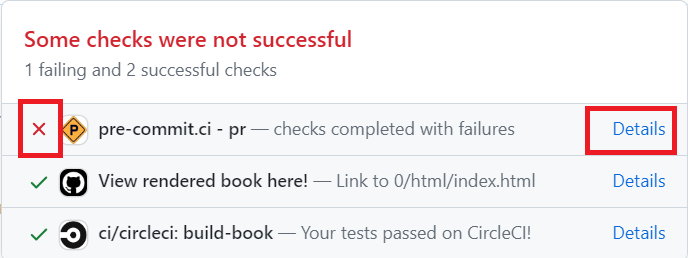 Some checks were not successful
1 failing and 2 successful checks
P pre-commit.ci - pr — checks completed with failures Details
View rendered book here! — Link to 0/html/index.html Details
ci/circleci: build-book — Your tests passed on CircleCI! Details